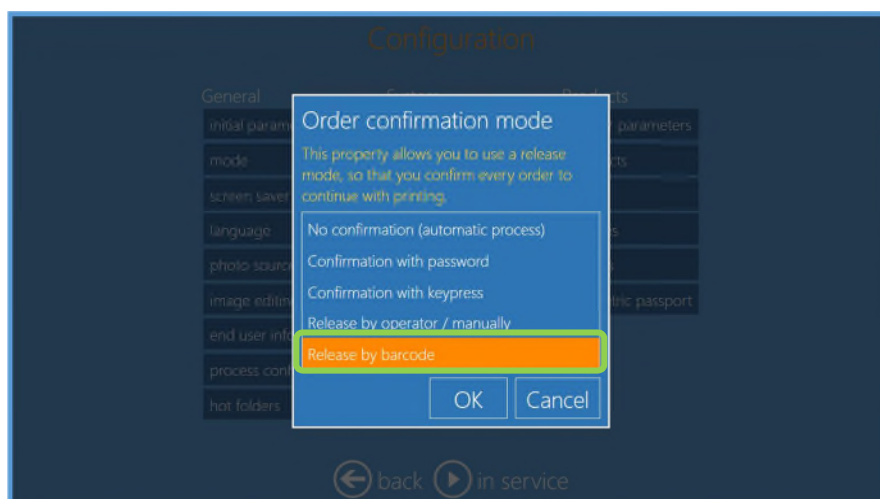 Configuration
General
initial param
mode
screen saver
language
photo source
image editin
end user info
process conf
hot folders
Order confirmation mode
This property allows you to use a release
mode, so that you confirm every order to
continue with printing.
No confirmation (automatic process)
Confirmation with password
Confirmation with keypress
Release by operator / manually
Release by barcode
OK Cancel
parameters
tric passport
back in service